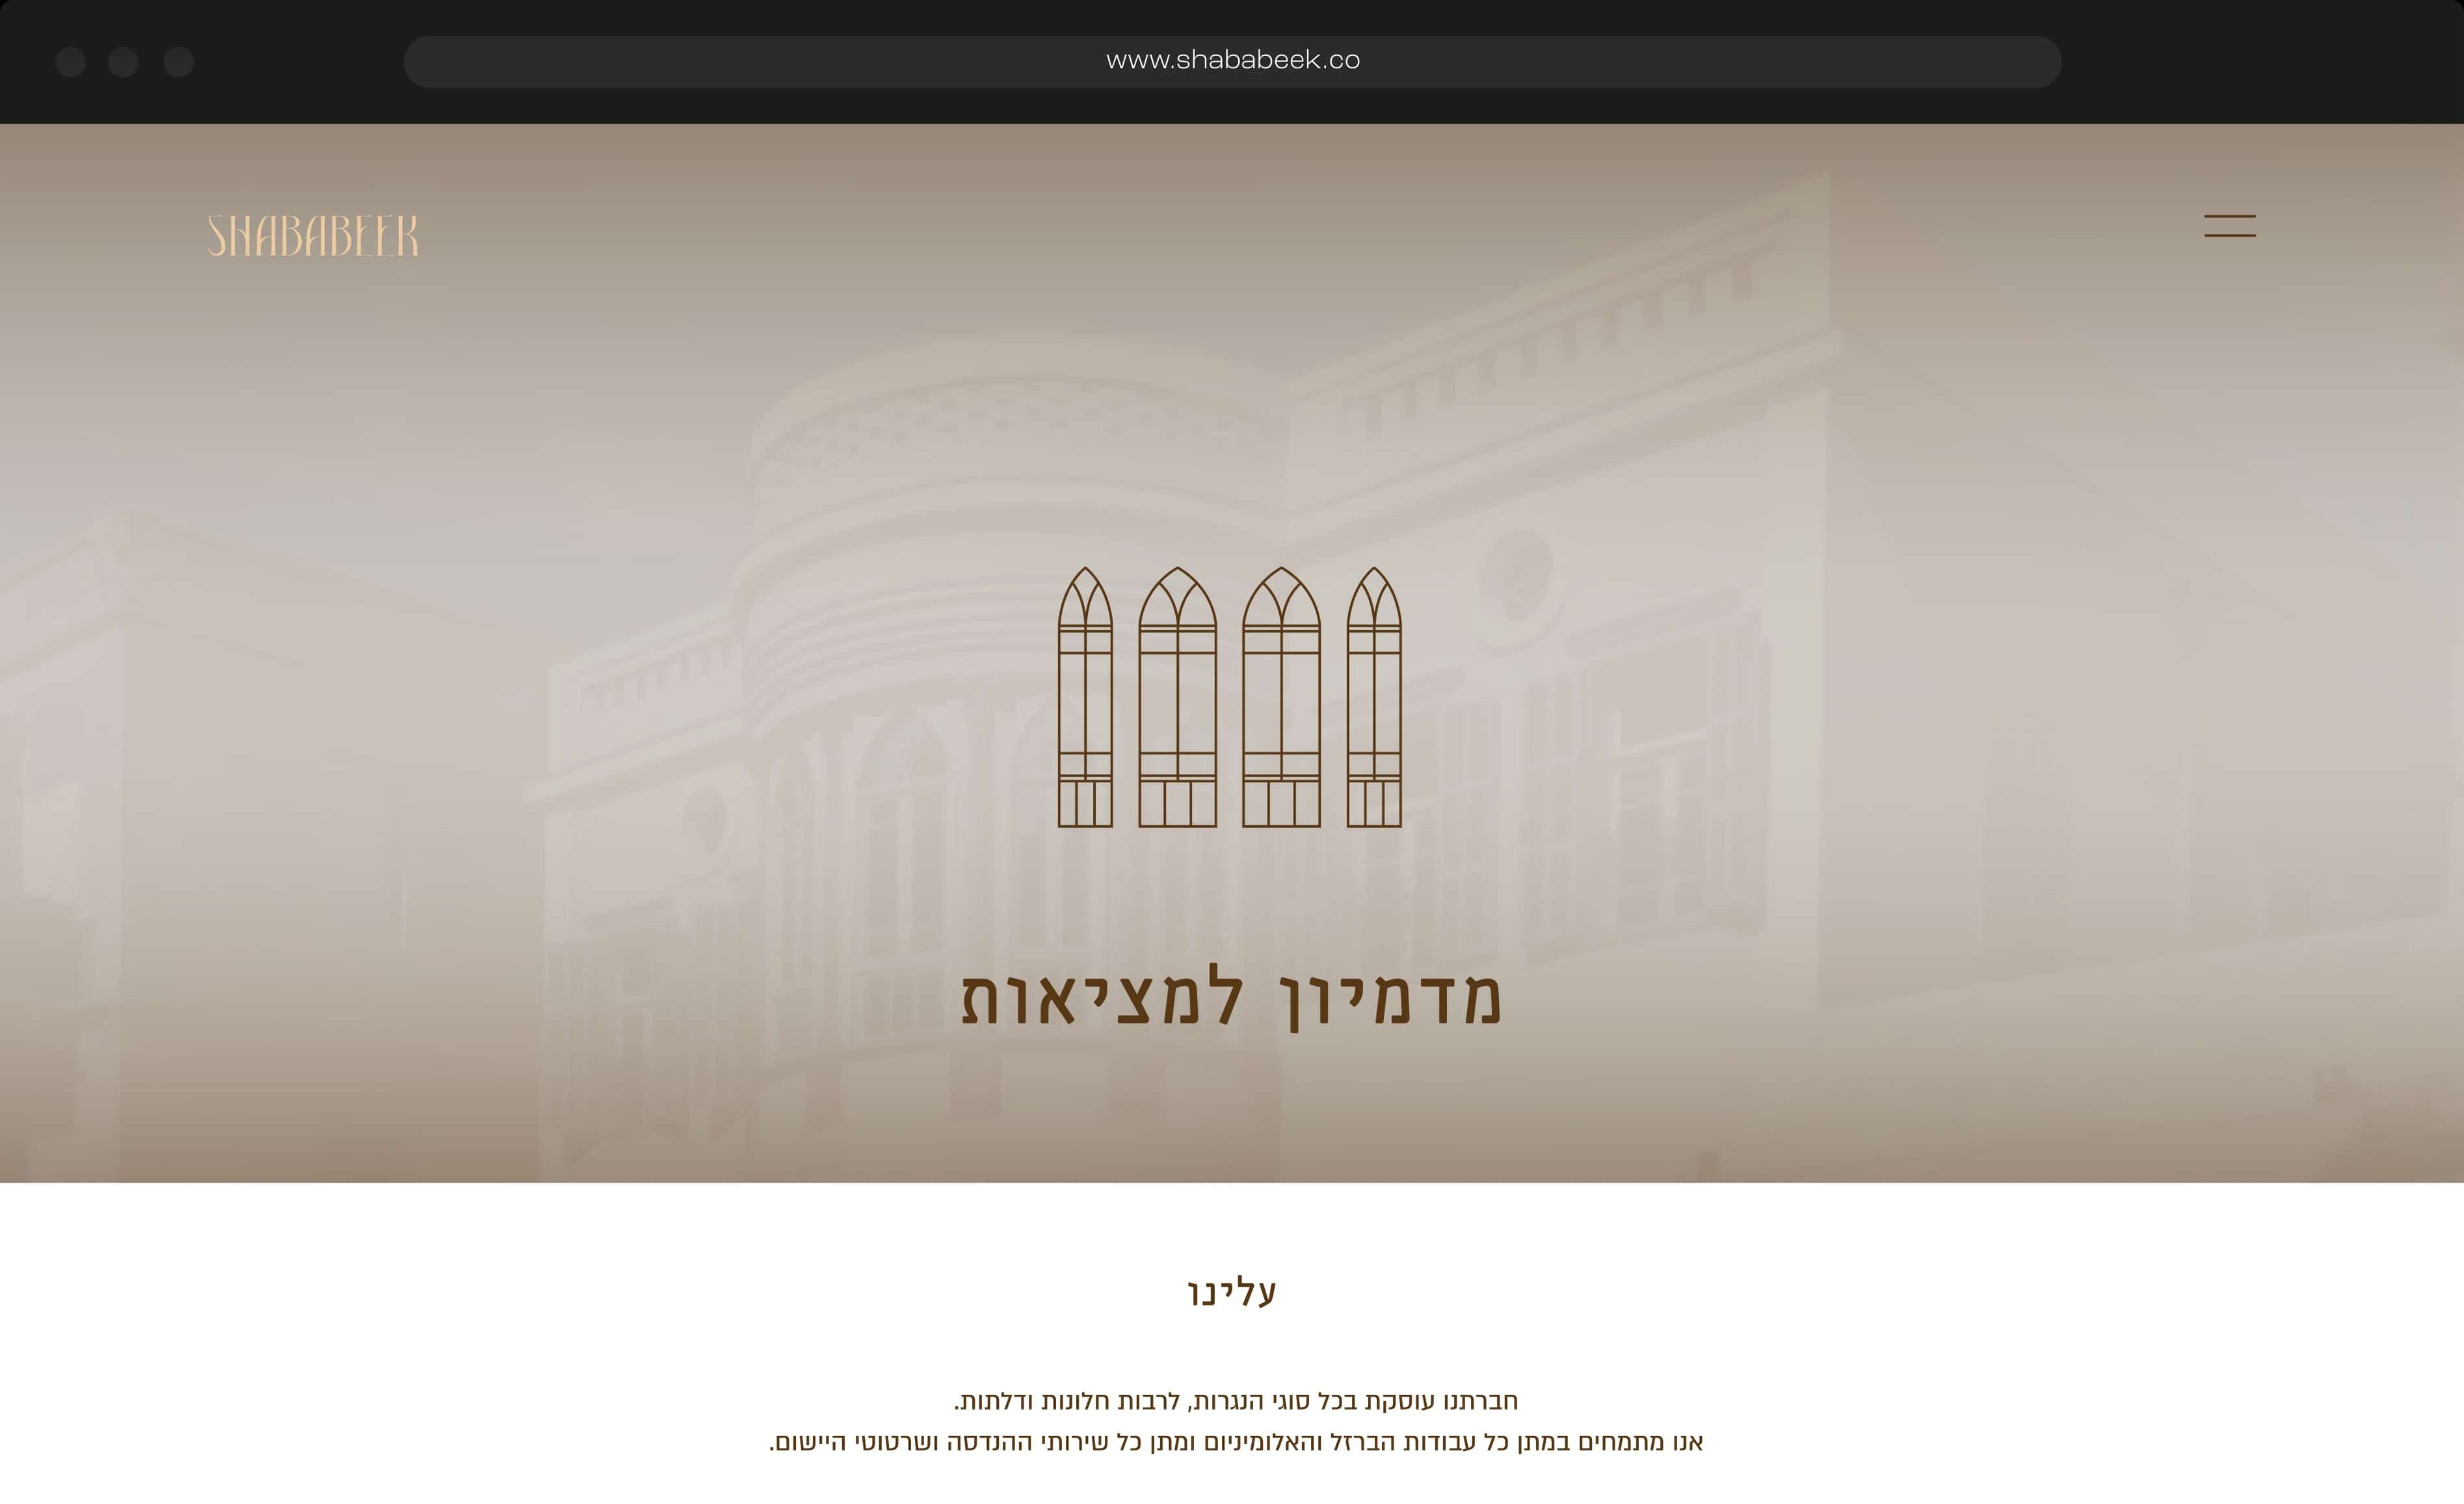 www.shababeek.co
SHABABEEK
מדמיון למציאות
עלינו
חברתנו עוסקת בכל סוגי הנגרות, לרבות חלונות ודלתות.
אנו מתמחים במתן כל עבודות הברזל והאלומיניום ומתן כל שירותי ההנדסה ושרטוטי היישום.